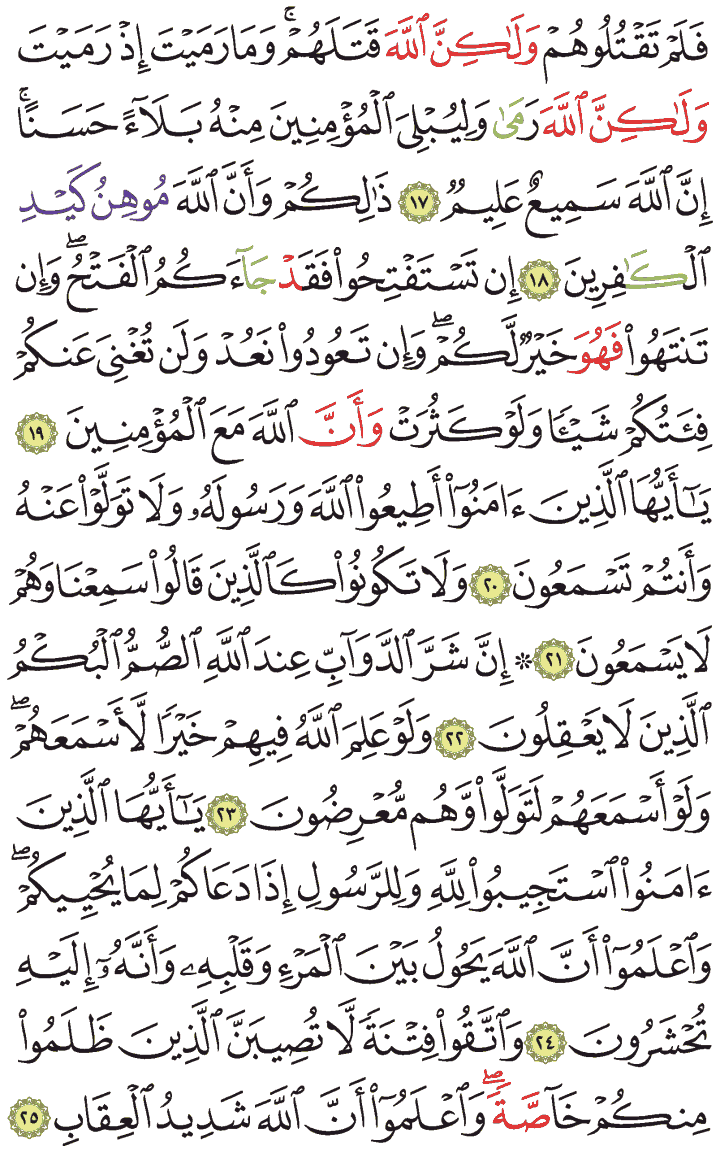 فَلَمْ تَقْتُلُوهُمْ وَلَٰكِنَّ ٱللَّهَ قَتَلَهُمْۚ وَمَا رَمَيْتَ إِذْ رَمَيْتَ
وَلَٰكِنَّ ٱللَّهَ رَمَىٰ وَلِيُبْلِىَ ٱلْمُؤْمِنِينَ مِنْهُ بَلَآءً حَسَنًاۚ
إِنَّ ٱللَّهَ سَمِيعٌ عَلِيمٌ ١٧ ذَٰلِكُمْ وَأَنَّ ٱللَّهَ مُوهِنُ كَيْدِ
ٱلْكَٰفِرِينَ ١٨ إِن تَسْتَفْتِحُوا۟ فَقَدْ جَآءَكُمُ ٱلْفَتْحُۖ وَإِن
تَنتَهُوا۟ فَهُوَ خَيْرٌ لَّكُمْۖ وَإِن تَعُودُوا۟ نَعُدْ وَلَن تُغْنِىَ عَنكُمْ
فِئَتُكُمْ شَيْـًٔا وَلَوْ كَثُرَتْ وَأَنَّ ٱللَّهَ مَعَ ٱلْمُؤْمِنِينَ ١٩
يَٰٓأَيُّهَا ٱلَّذِينَ ءَامَنُوٓا۟ أَطِيعُوا۟ ٱللَّهَ وَرَسُولَهُۥ وَلَا تَوَلَّوْا۟ عَنْهُ
وَأَنتُمْ تَسْمَعُونَ ٢٠ وَلَا تَكُونُوا۟ كَٱلَّذِينَ قَالُوا۟ سَمِعْنَا وَهُمْ
لَا يَسْمَعُونَ ٢١ ۞ إِنَّ شَرَّ ٱلدَّوَآبِّ عِندَ ٱللَّهِ ٱلصُّمُّ ٱلْبُكْمُ
ٱلَّذِينَ لَا يَعْقِلُونَ ٢٢ وَلَوْ عَلِمَ ٱللَّهُ فِيهِمْ خَيْرًا لَّأَسْمَعَهُمْۖ
وَلَوْ أَسْمَعَهُمْ لَتَوَلَّوا۟ وَّهُم مُّعْرِضُونَ ٢٣ يَٰٓأَيُّهَا ٱلَّذِينَ
ءَامَنُوا۟ ٱسْتَجِيبُوا۟ لِلَّهِ وَلِلرَّسُولِ إِذَا دَعَاكُمْ لِمَا يُحْيِيكُمْۖ
وَٱعْلَمُوٓا۟ أَنَّ ٱللَّهَ يَحُولُ بَيْنَ ٱلْمَرْءِ وَقَلْبِهِۦ وَأَنَّهُۥٓ إِلَيْهِ
تُحْشَرُونَ ٢٤ وَٱتَّقُوا۟ فِتْنَةً لَّا تُصِيبَنَّ ٱلَّذِينَ ظَلَمُوا۟
مِنكُمْ خَآصَّةًۖ وَٱعْلَمُوٓا۟ أَنَّ ٱللَّهَ شَدِيدُ ٱلْعِقَابِ ٢٥